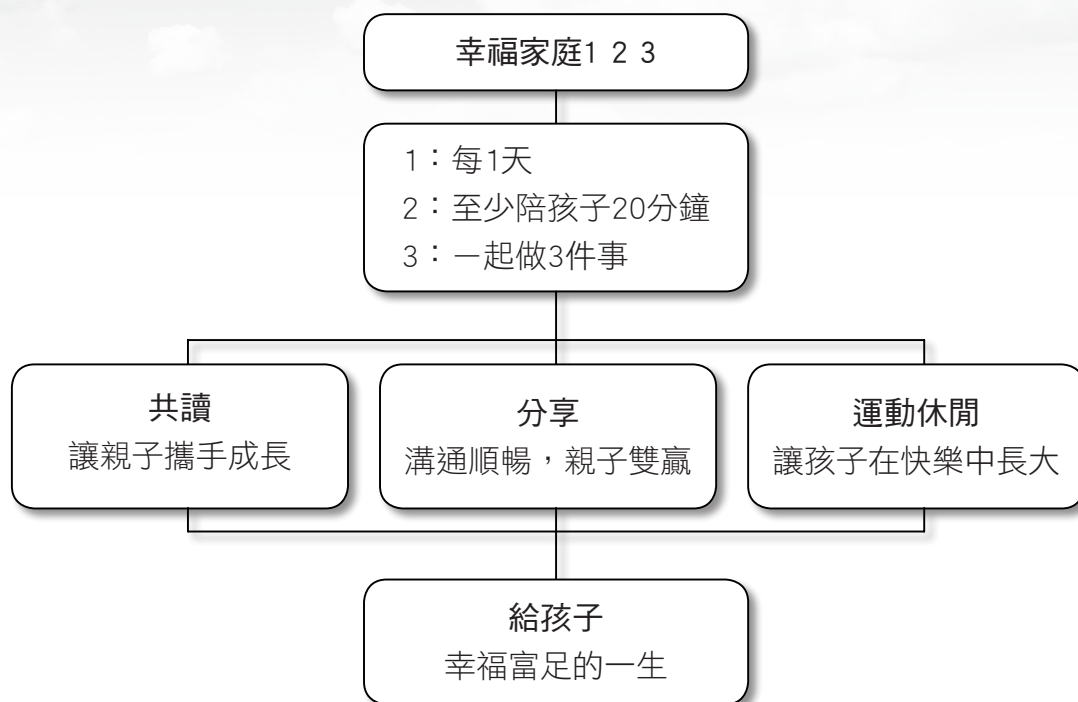 幸福家庭1 2 3
1：每1天
2：至少陪孩子20分鐘
3：一起做3件事
共讀
讓親子攜手成長
分享
溝通順暢，親子雙贏
運動休閒
讓孩子在快樂中長大
給孩子
幸福富足的一生